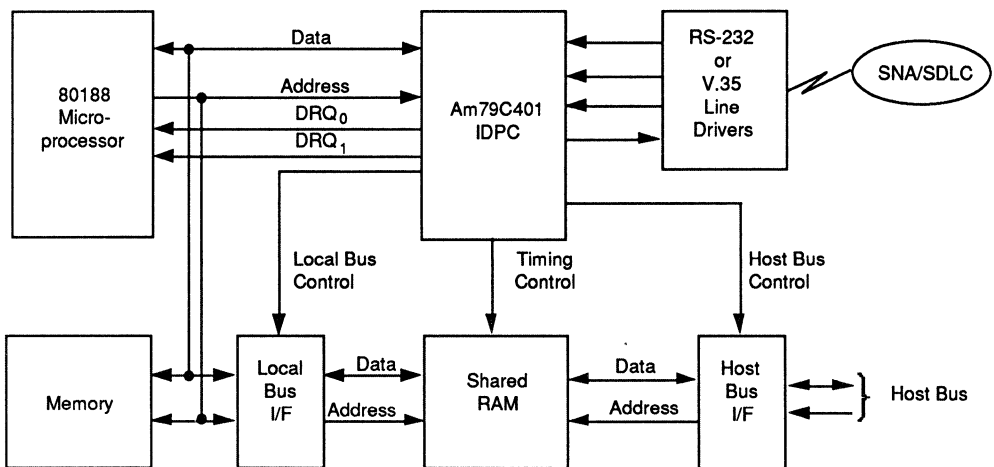 80188
Micro-
processor
Data
Address
DRQ0
DRQ1
Am79C401
IDPC
RS-232
or
V.35
Line
Drivers
SNA/SDLC
Local Bus
Control
Timing
Control
Host Bus
Control
Memory
Local
Bus
I/F
Data
Address
Shared
RAM
Data
Address
Host
Bus
I/F
Host Bus